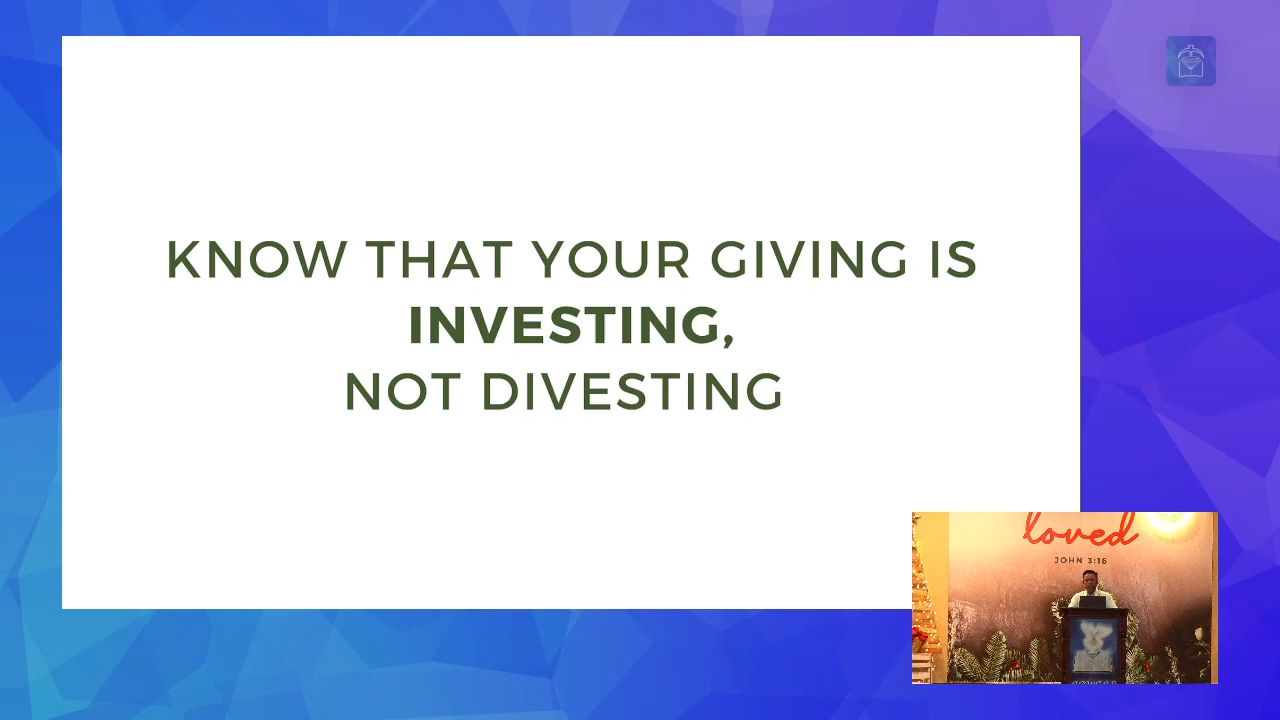 KNOW THAT YOUR GIVING IS
INVESTING,
NOT DIVESTING
loved
JOHN 3:16